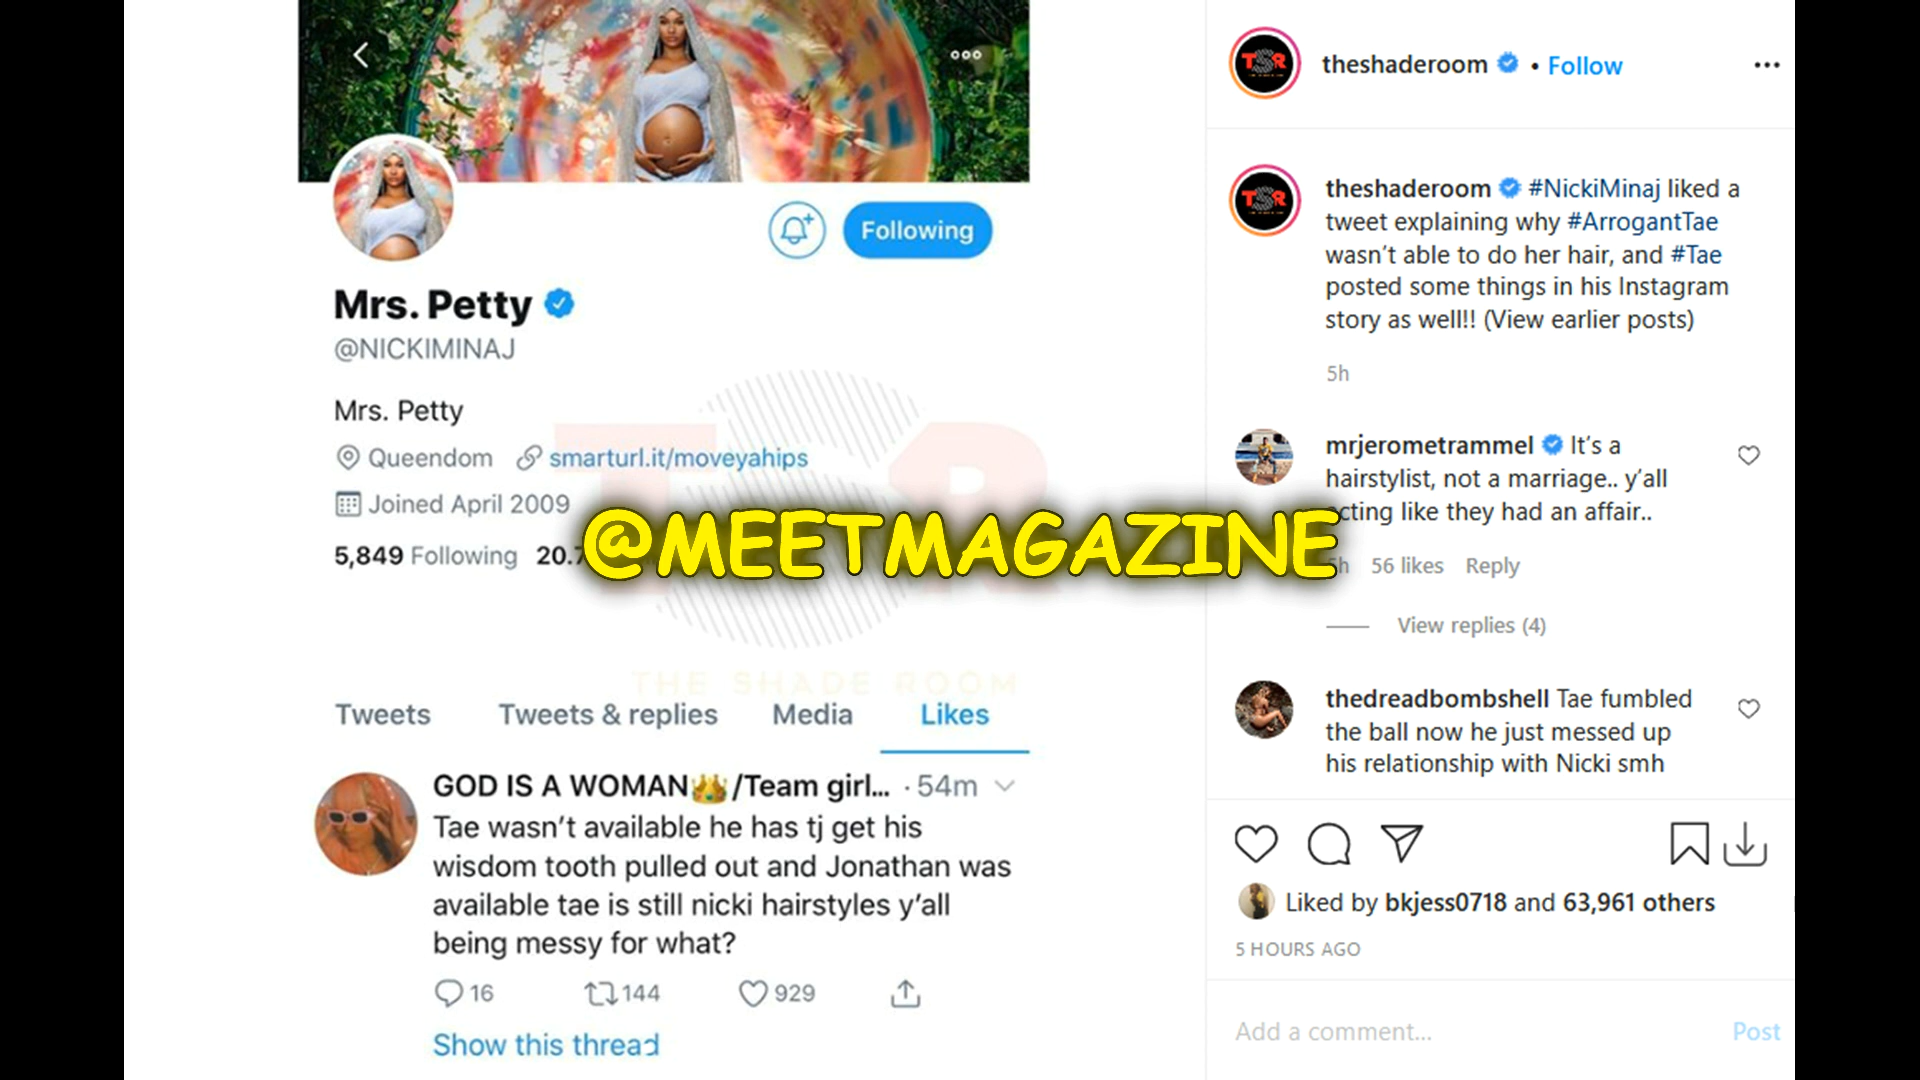 Following
Mrs. Petty
@NICKIMINAJ
Mrs. Petty
Queendom smarturl.it/moveyahips
Joined April 2009
5,849 Following 20.7
@MEETMAGAZINE
TSR
THE SHADE ROOM
Tweets Tweets & replies Media Likes
GOD IS A WOMAN👑/Team girl... · 54m
Tae wasn't available he has tj get his
wisdom tooth pulled out and Jonathan was
available tae is still nicki hairstyles y'all
being messy for what?
16 144 929
Show this thread
TSR
theshaderoom • Follow
TSR
theshaderoom #NickiMinaj liked a
tweet explaining why #ArrogantTae
wasn't able to do her hair, and #Tae
posted some things in his Instagram
story as well!! (View earlier posts)
5h
mrjerometrammel It's a
hairstylist, not a marriage.. y'all
cting like they had an affair..
h 56 likes Reply
View replies (4)
thedreadbombshell Tae fumbled
the ball now he just messed up
his relationship with Nicki smh
Liked by bkjess0718 and 63,961 others
5 HOURS AGO
Add a comment... Post